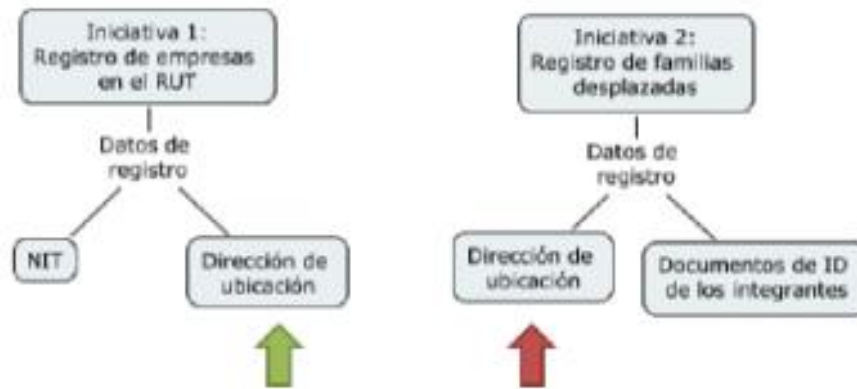 Iniciativa 1:
Registro de empresas
en el RUT
Datos de
registro
NIT
Dirección de
ubicación
Iniciativa 2:
Registro de familias
desplazadas
Datos de
registro
Dirección de
ubicación
Documentos de ID
de los integrantes